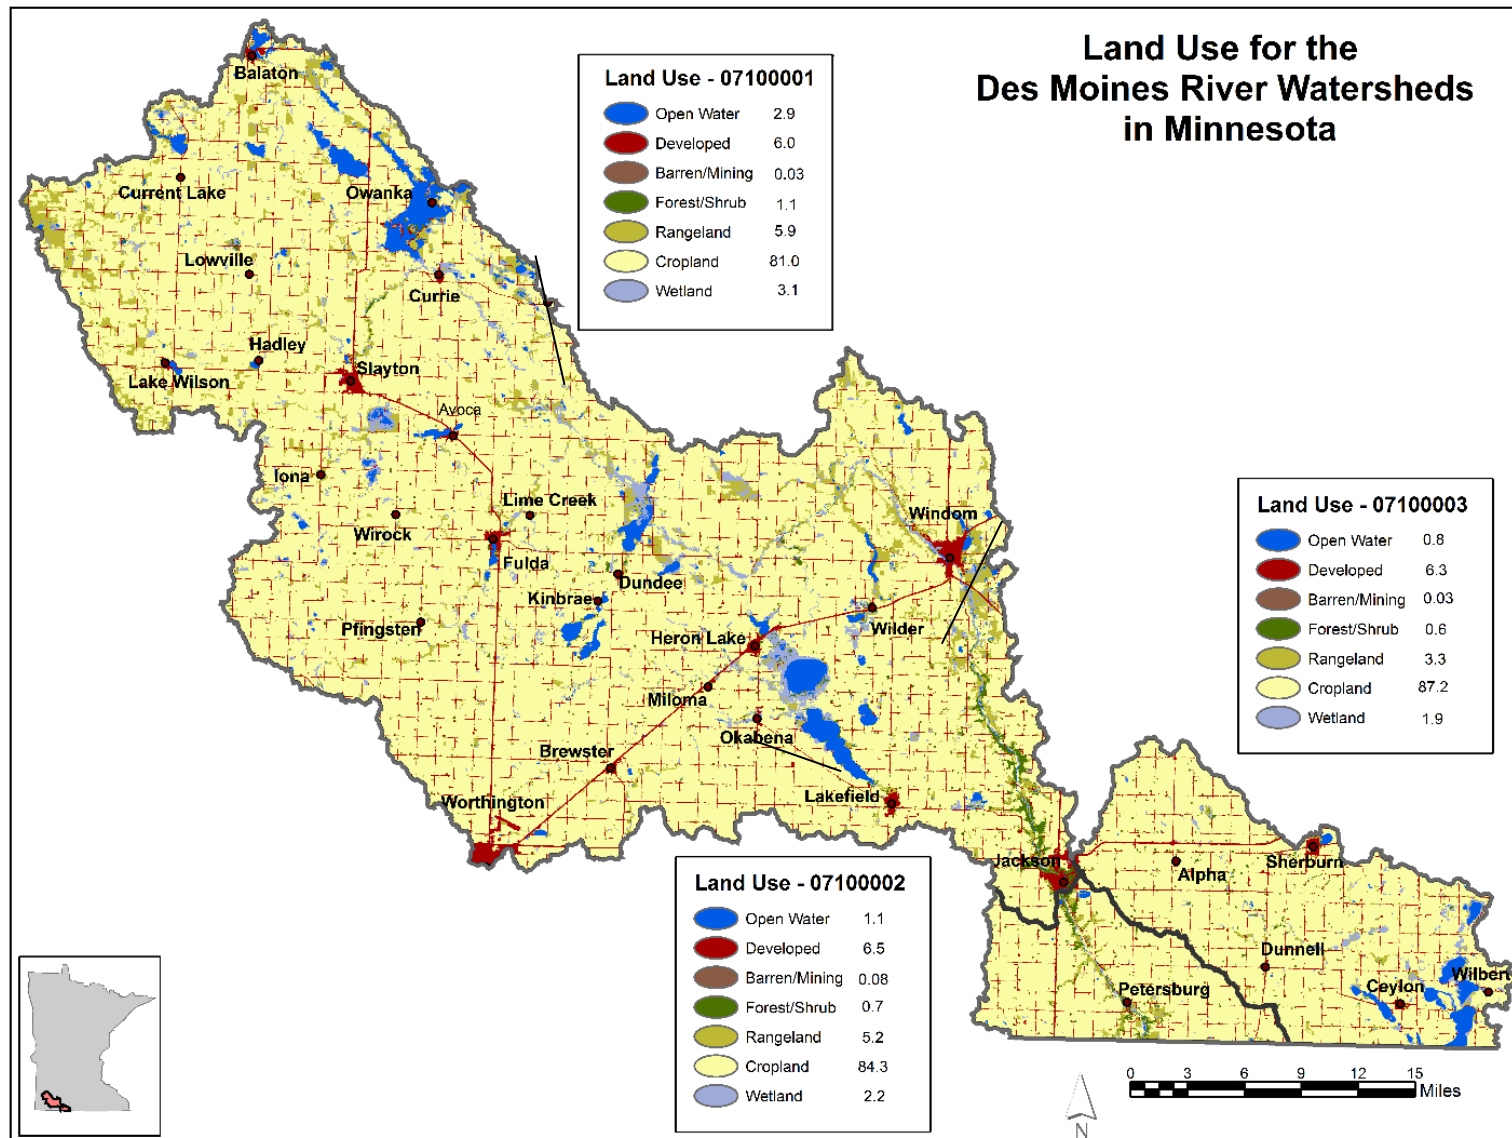 Land Use for the
Des Moines River Watersheds
in Minnesota
Land Use - 07100001
Open Water 2.9
Developed 6.0
Barren/Mining 0.03
Forest/Shrub 1.1
Rangeland 5.9
Cropland 81.0
Wetland 3.1
Balaton
Current Lake
Owanka
Lowville
Currie
Hadley
Slayton
Lake Wilson
Avoca
Iona
Lime Creek
Wirock
Fulda
Windom
Dundee
Kinbrae
Pfingsten
Heron Lake
Wilder
Miloma
Okabena
Brewster
Worthington
Lakefield
Land Use - 07100003
Open Water 0.8
Developed 6.3
Barren/Mining 0.03
Forest/Shrub 0.6
Rangeland 3.3
Cropland 87.2
Wetland 1.9
Jackson
Alpha
Sherburn
Dunnell
Petersburg
Ceylon
Wilbert
Land Use - 07100002
Open Water 1.1
Developed 6.5
Barren/Mining 0.08
Forest/Shrub 0.7
Rangeland 5.2
Cropland 84.3
Wetland 2.2
0 3 6 9 12 15
Miles
N